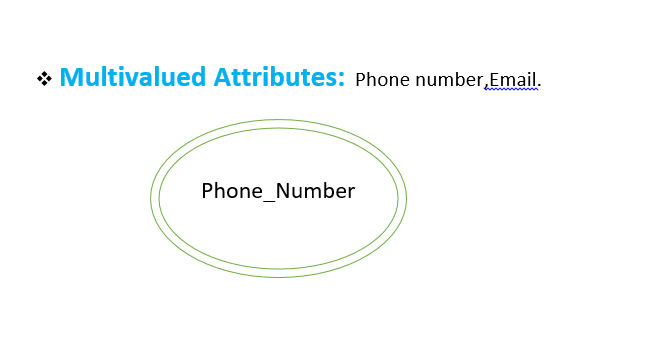 ❖ Multivalued Attributes: Phone number,Email.
Phone_Number